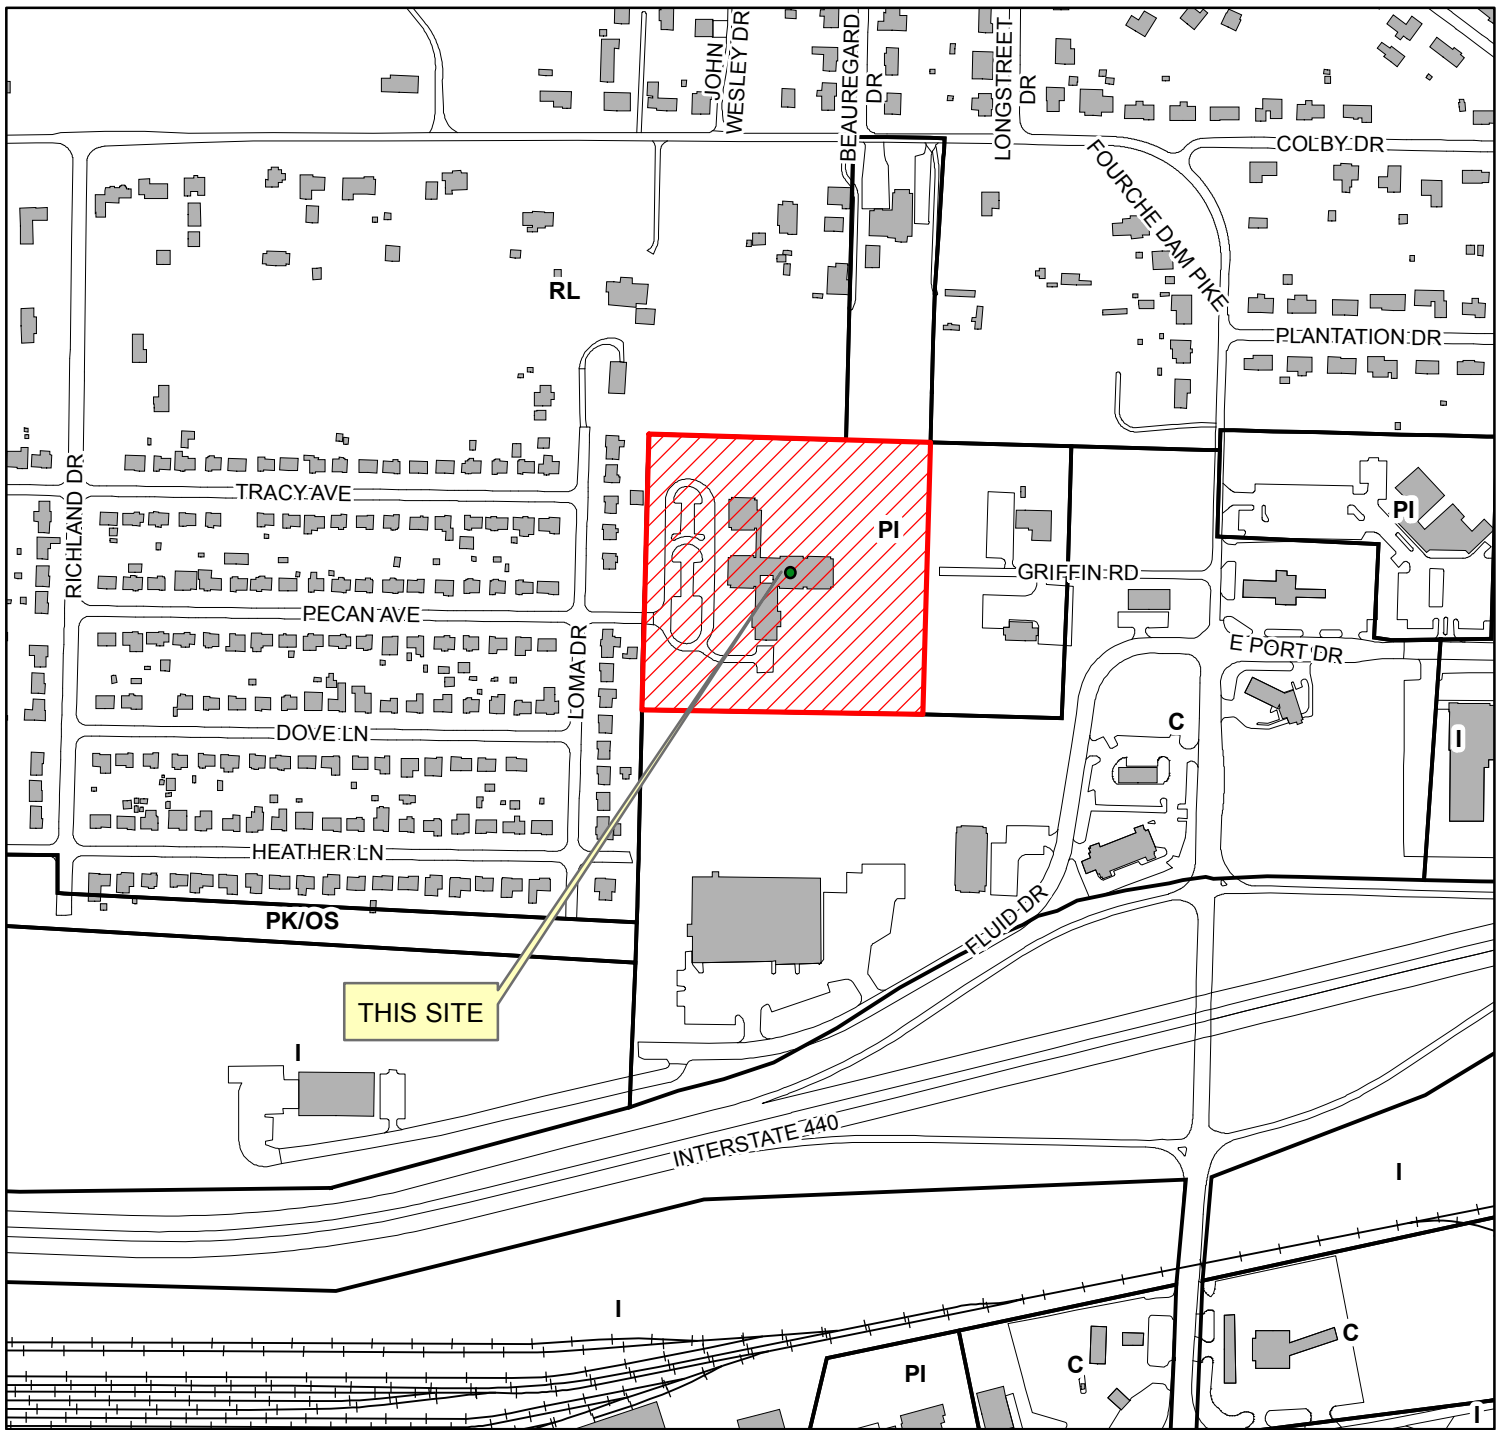 JOHN
WESLEY DR
BEAUREGARD
DR
LONGSTREET
DR
COLBY DR
FOURCHE DAM PIKE
RL
PLANTATION DR
RICHLAND DR
TRACY AVE
PI
PI
GRIFFIN RD
PECAN AVE
LOMA DR
E PORT DR
DOVE LN
C
I
HEATHER LN
PK/OS
FLUID DR
THIS SITE
I
INTERSTATE 440
I
I
C
C
PI
I